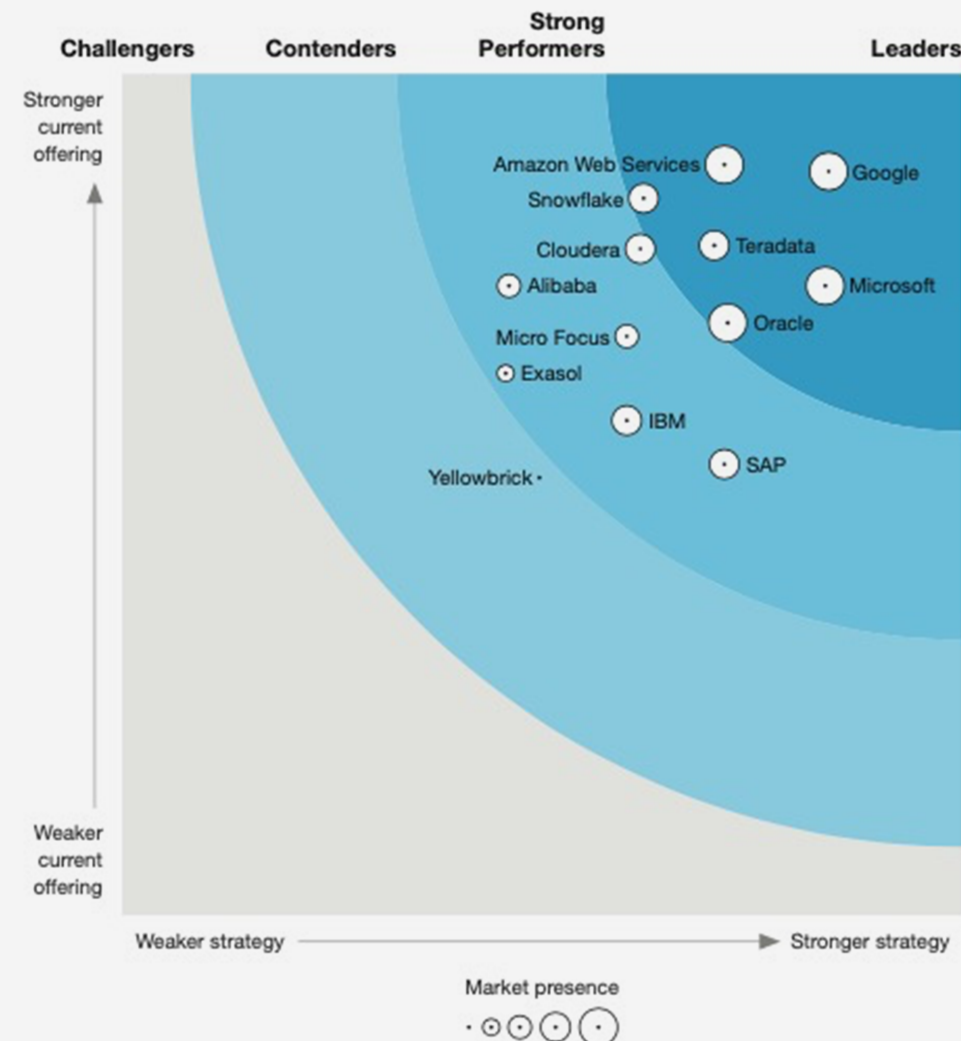 Strong
Challengers Contenders Performers Leaders
Stronger
current
offering
Amazon Web Services
Google
Snowflake
Cloudera
Teradata
Alibaba
Microsoft
Oracle
Micro Focus
Exasol
IBM
SAP
Yellowbrick
Weaker
current
offering
Weaker strategy
Stronger strategy
Market presence